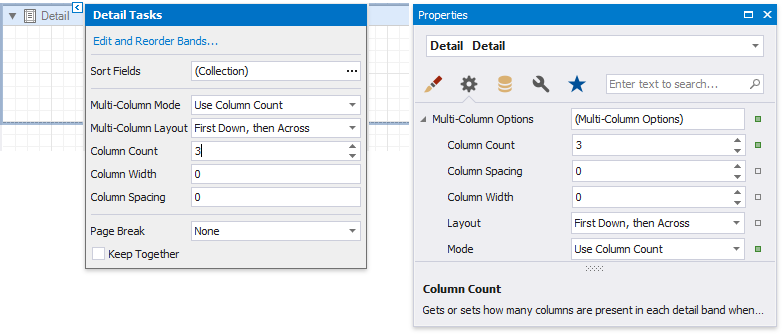 Detail
Detail Tasks
Edit and Reorder Bands...
Sort Fields (Collection) ...
Multi-Column Mode Use Column Count
Multi-Column Layout First Down, then Across
Column Count 3
Column Width 0
Column Spacing 0
Page Break None
Keep Together
Properties
Detail Detail
Enter text to search...
Multi-Column Options (Multi-Column Options)
Column Count 3
Column Spacing 0
Column Width 0
Layout First Down, then Across
Mode Use Column Count
Column Count
Gets or sets how many columns are present in each detail band when...